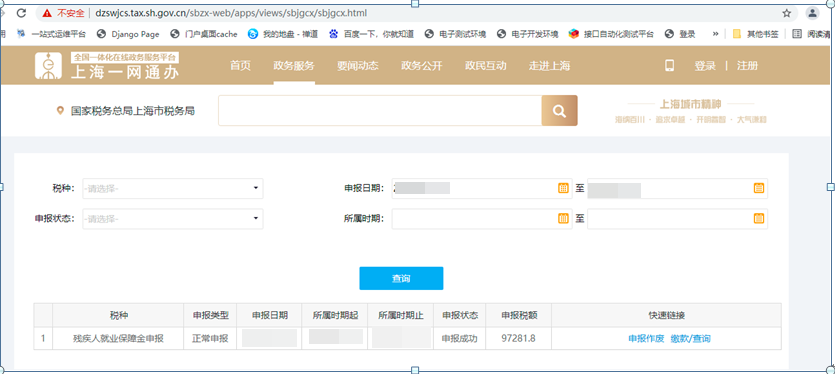 不安全 | dzswjcs.tax.sh.gov.cn/sbzx-web/apps/views/sbjgcx/sbjgcx.html
用 一站式运维平台 Django Page 门户桌面cache 我的地盘 - 禅道 百度一下，你就知道 电子测试环境 电子开发环境 接口自动化测试平台 登录 » 其他书签 阅读清
全国一体化在线政务服务平台
上海一网通办 首页 政务服务 要闻动态 政务公开 政民互动 走进上海 登录 | 注册
国家税务总局上海市税务局 上海城市精神
海纳百川 · 追求卓越 · 开明睿智 · 大气谦和
税种： -请选择- 申报日期： 至
申报状态： -请选择- 所属时期： 至
查询
税种 申报类型 申报日期 所属时期起 所属时期止 申报状态 申报税额 快速链接
1 残疾人就业保障金申报 正常申报 申报成功 97281.8 申报作废 缴款/查询